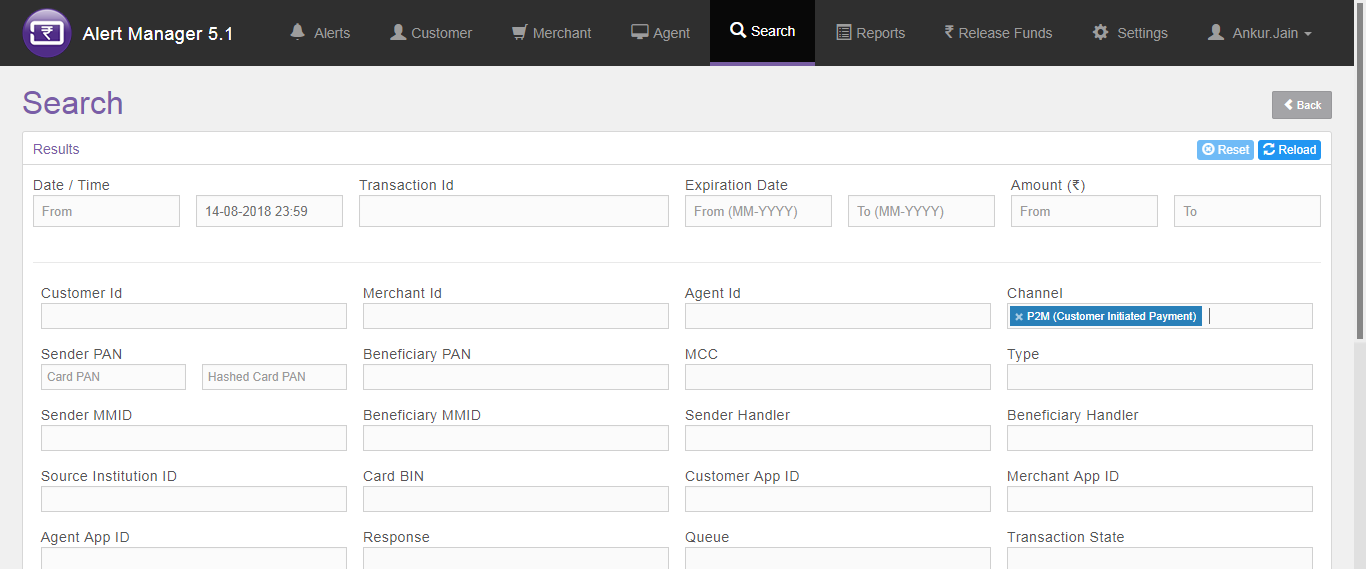 Alert Manager 5.1 Alerts Customer Merchant Agent Search Reports ₹ Release Funds Settings Ankur.Jain
Search
Back
Results Reset Reload
Date / Time Transaction Id Expiration Date Amount (₹)
From 14-08-2018 23:59 From (MM-YYYY) To (MM-YYYY) From To
Customer Id Merchant Id Agent Id Channel
× P2M (Customer Initiated Payment)
Sender PAN Beneficiary PAN MCC Type
Card PAN Hashed Card PAN
Sender MMID Beneficiary MMID Sender Handler Beneficiary Handler
Source Institution ID Card BIN Customer App ID Merchant App ID
Agent App ID Response Queue Transaction State